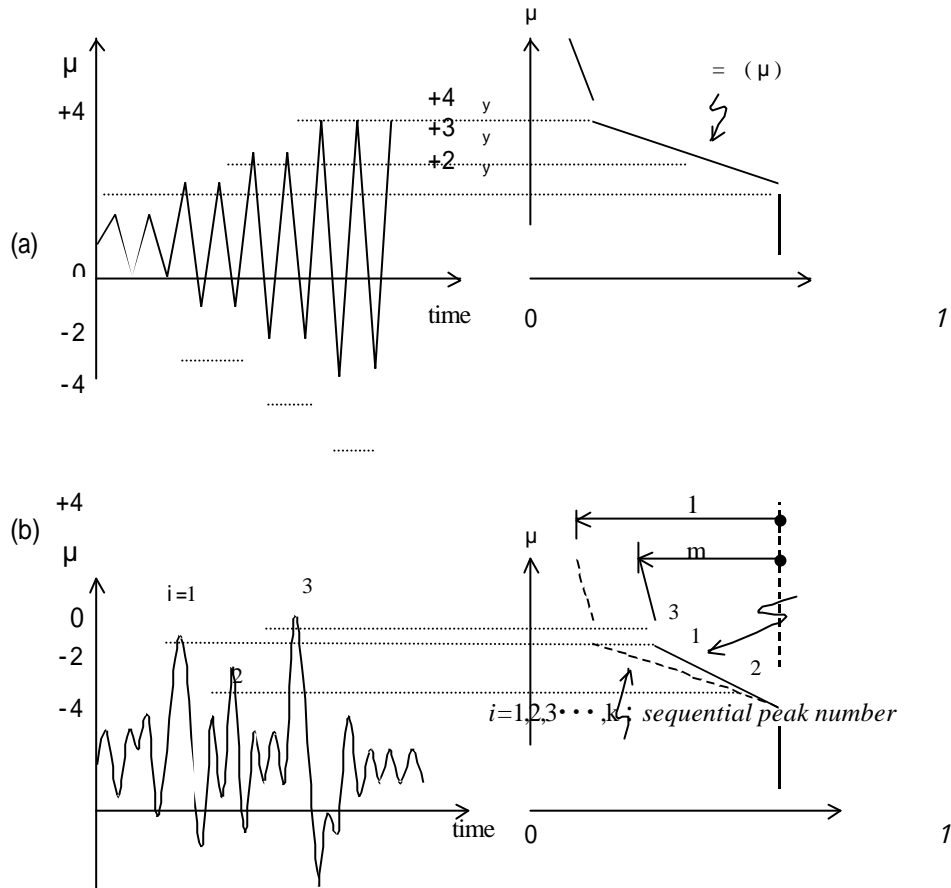 µ
µ
= (µ)
+4
+4 y
+3 y
+2 y
(a)
0
time
0
1
-2
-4
+4
(b)
1
µ
µ
m
i=1
3
0
3
1
-2
2
2
-4
i=1,2,3・・・,k ; sequential peak number
time
0
1